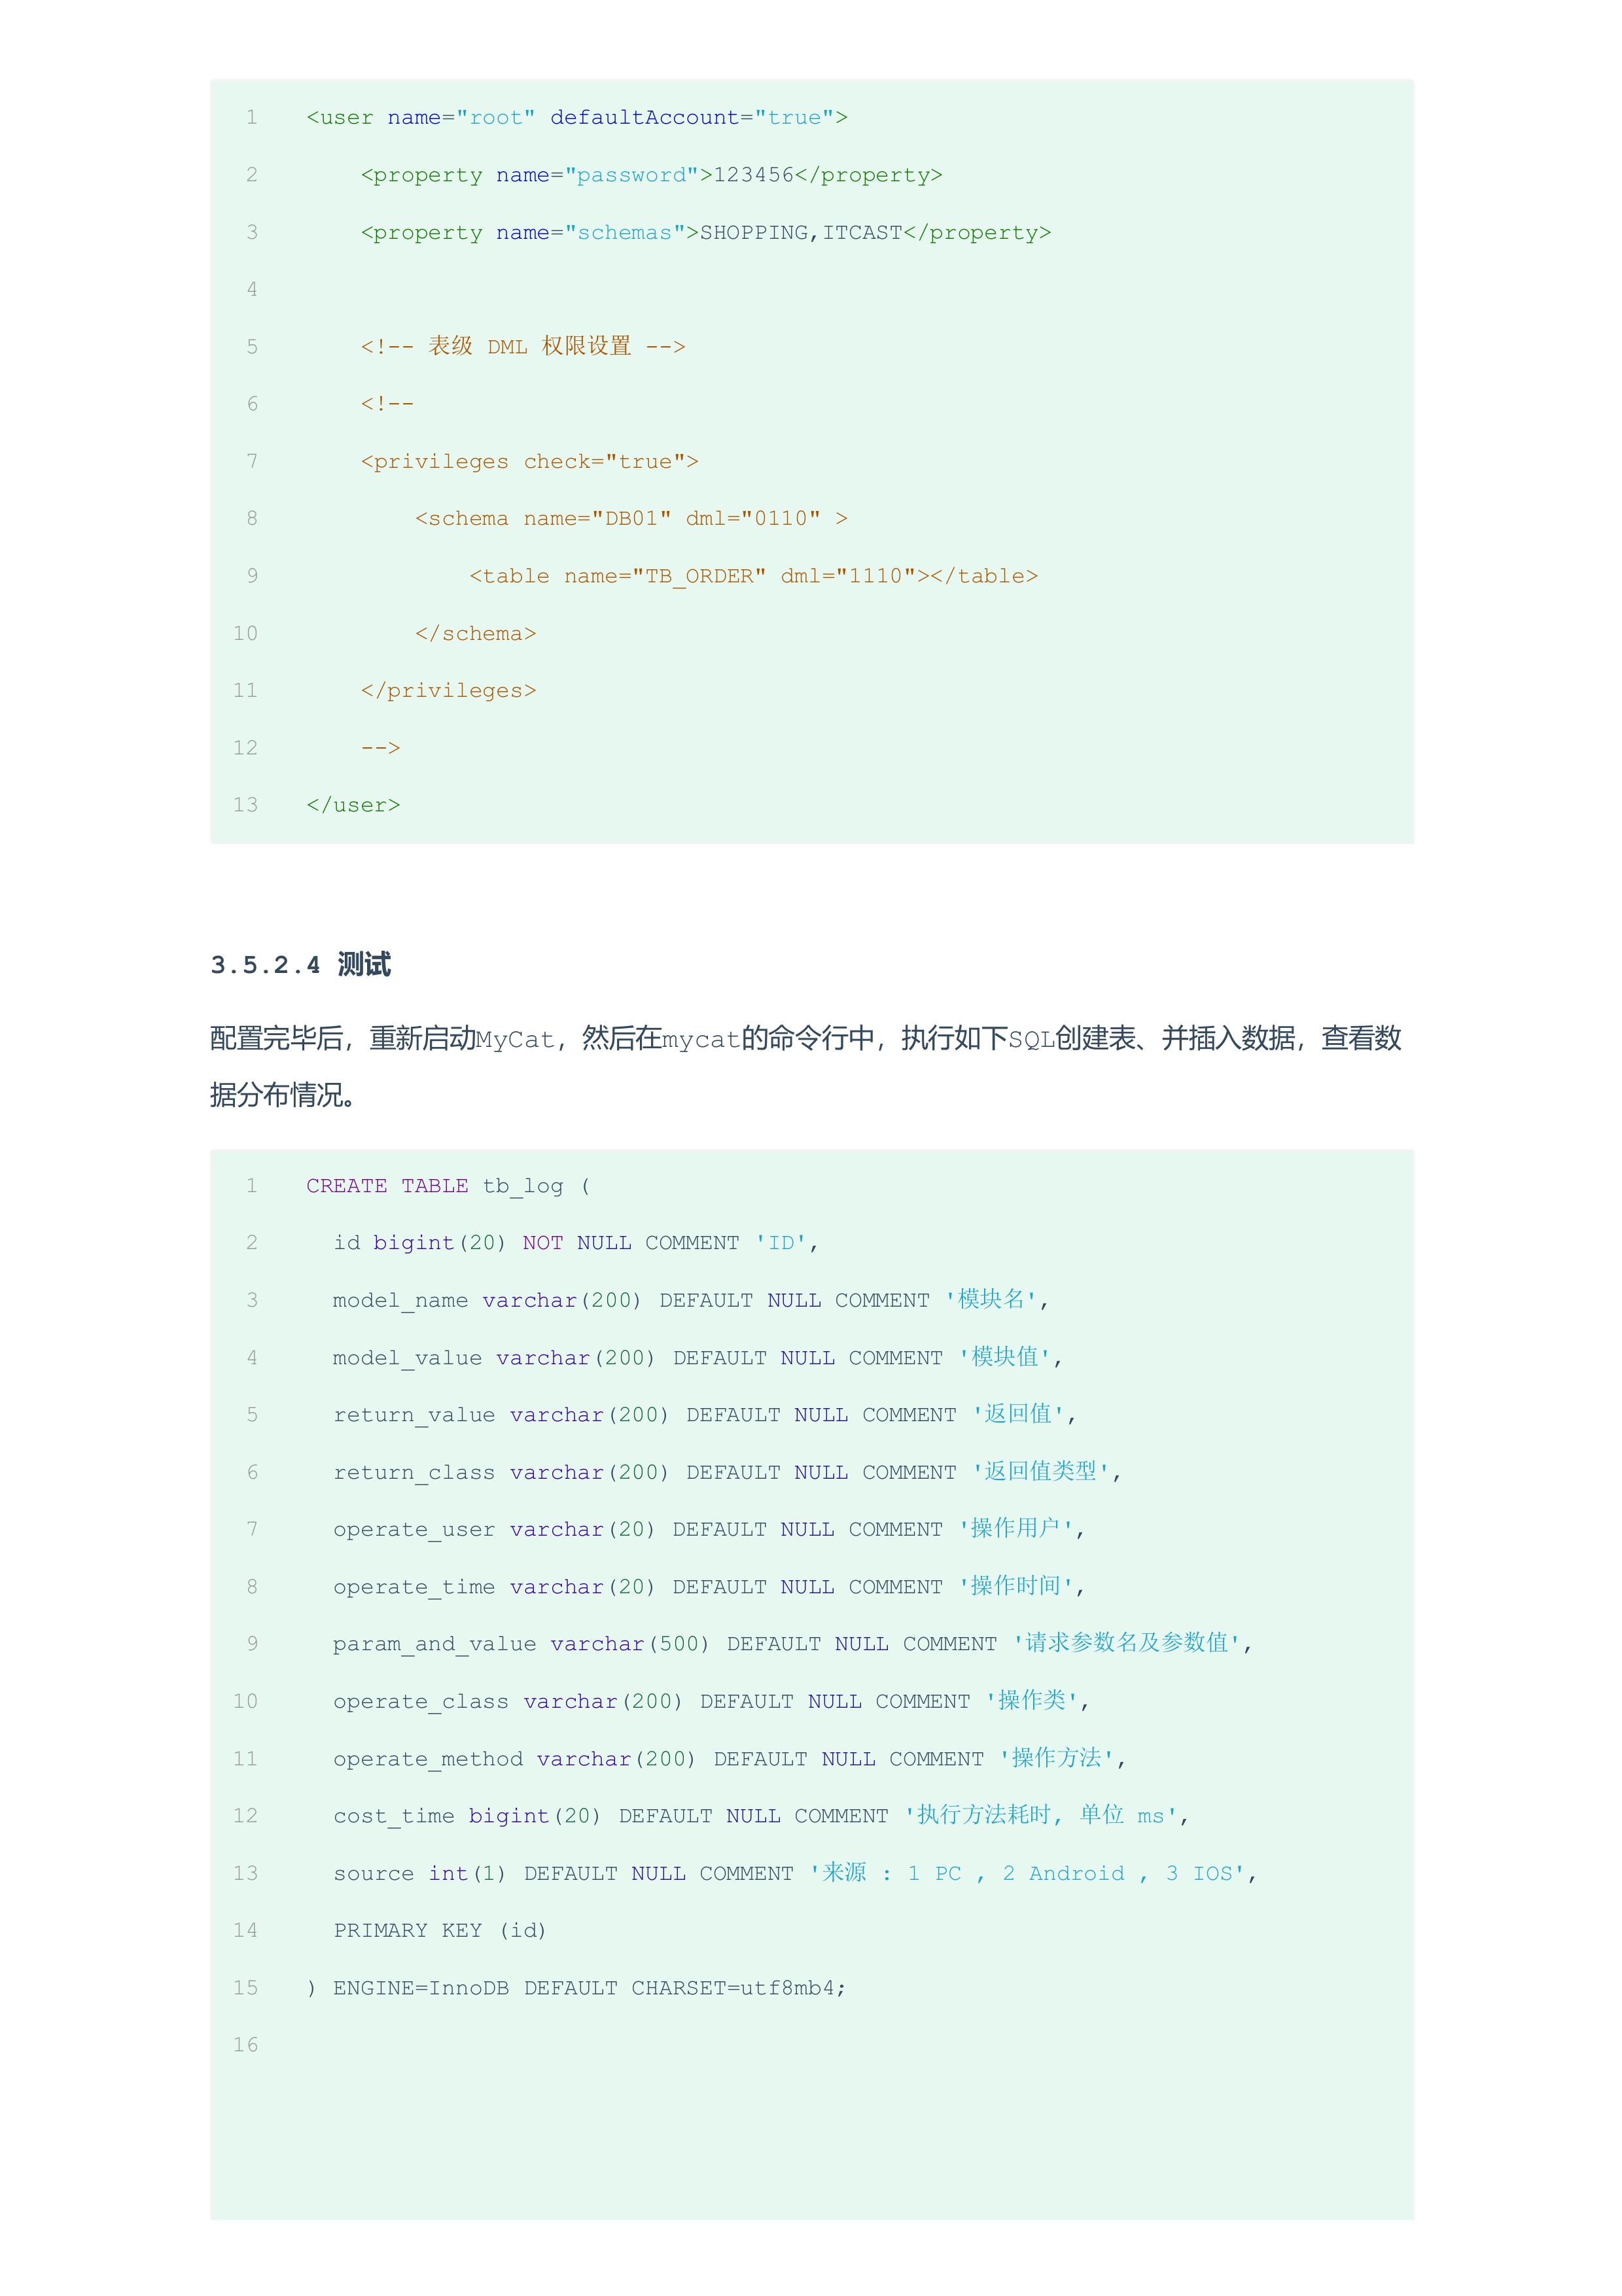 1 <user name="root" defaultAccount="true">
2     <property name="password">123456</property>
3     <property name="schemas">SHOPPING,ITCAST</property>
4
5     <!-- 表级 DML 权限设置 -->
6     <!--
7     <privileges check="true">
8         <schema name="DB01" dml="0110" >
9             <table name="TB_ORDER" dml="1110"></table>
10         </schema>
11     </privileges>
12     -->
13 </user>
3.5.2.4 测试
配置完毕后，重新启动MyCat，然后在mycat的命令行中，执行如下SQL创建表、并插入数据，查看数
据分布情况。
1 CREATE TABLE tb_log (
2   id bigint(20) NOT NULL COMMENT 'ID',
3   model_name varchar(200) DEFAULT NULL COMMENT '模块名',
4   model_value varchar(200) DEFAULT NULL COMMENT '模块值',
5   return_value varchar(200) DEFAULT NULL COMMENT '返回值',
6   return_class varchar(200) DEFAULT NULL COMMENT '返回值类型',
7   operate_user varchar(20) DEFAULT NULL COMMENT '操作用户',
8   operate_time varchar(20) DEFAULT NULL COMMENT '操作时间',
9   param_and_value varchar(500) DEFAULT NULL COMMENT '请求参数名及参数值',
10   operate_class varchar(200) DEFAULT NULL COMMENT '操作类',
11   operate_method varchar(200) DEFAULT NULL COMMENT '操作方法',
12   cost_time bigint(20) DEFAULT NULL COMMENT '执行方法耗时, 单位 ms',
13   source int(1) DEFAULT NULL COMMENT '来源 : 1 PC , 2 Android , 3 IOS',
14   PRIMARY KEY (id)
15 ) ENGINE=InnoDB DEFAULT CHARSET=utf8mb4;
16